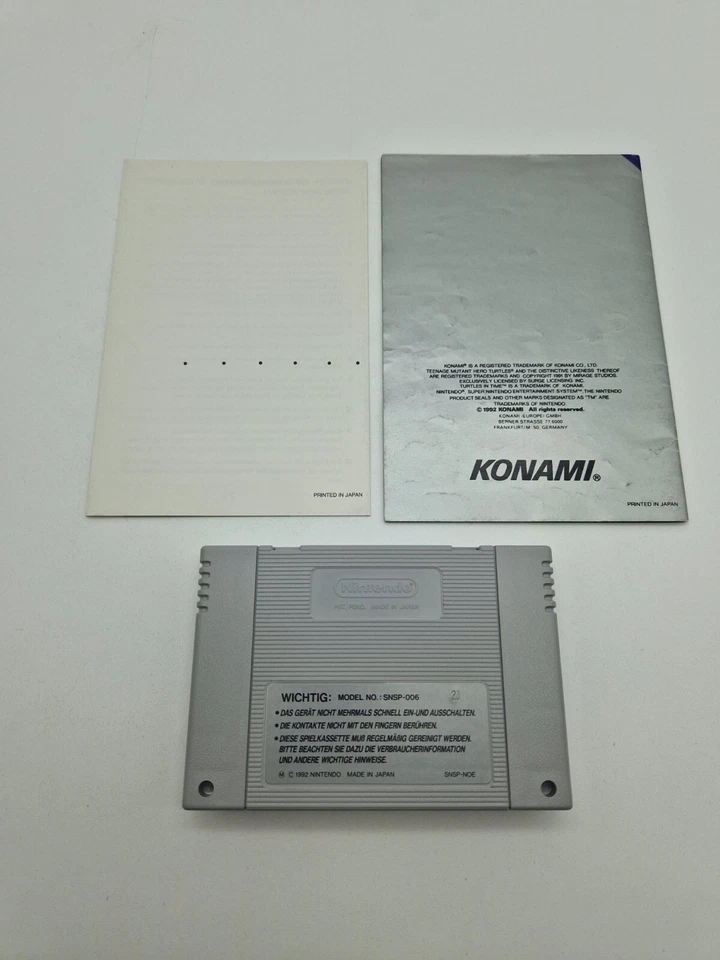 PRINTED IN JAPAN
KONAMI® IS A REGISTERED TRADEMARK OF KONAMI CO., LTD.
TEENAGE MUTANT HERO TURTLES® AND THE DISTINCTIVE LIKENESS THEREOF
ARE REGISTERED TRADEMARKS AND COPYRIGHT 1991 BY MIRAGE STUDIOS.
EXCLUSIVELY LICENSED BY SURGE LICENSING INC.
TURTLES IN TIME™ IS A TRADEMARK OF KONAMI.
NINTENDO®, SUPER NINTENDO ENTERTAINMENT SYSTEM™, THE NINTENDO
PRODUCT SEALS AND OTHER MARKS DESIGNATED AS "TM" ARE
TRADEMARKS OF NINTENDO.
© 1992 KONAMI All rights reserved.
KONAMI (EUROPE) GMBH
BERNER STRASSE 77 6000
FRANKFURT/M. 50, GERMANY
KONAMI®
PRINTED IN JAPAN
Nintendo®
PAT. PEND. MADE IN JAPAN
WICHTIG: MODEL NO.: SNSP-006 23
• DAS GERÄT NICHT MEHRMALS SCHNELL EIN-UND AUSSCHALTEN.
• DIE KONTAKTE NICHT MIT DEN FINGERN BERÜHREN.
• DIESE SPIELKASSETTE MUß REGELMÄßIG GEREINIGT WERDEN.
BITTE BEACHTEN SIE DAZU DIE VERBRAUCHERINFORMATION
UND ANDERE WICHTIGE HINWEISE.
Ⓜ © 1992 NINTENDO MADE IN JAPAN SNSP-NOE